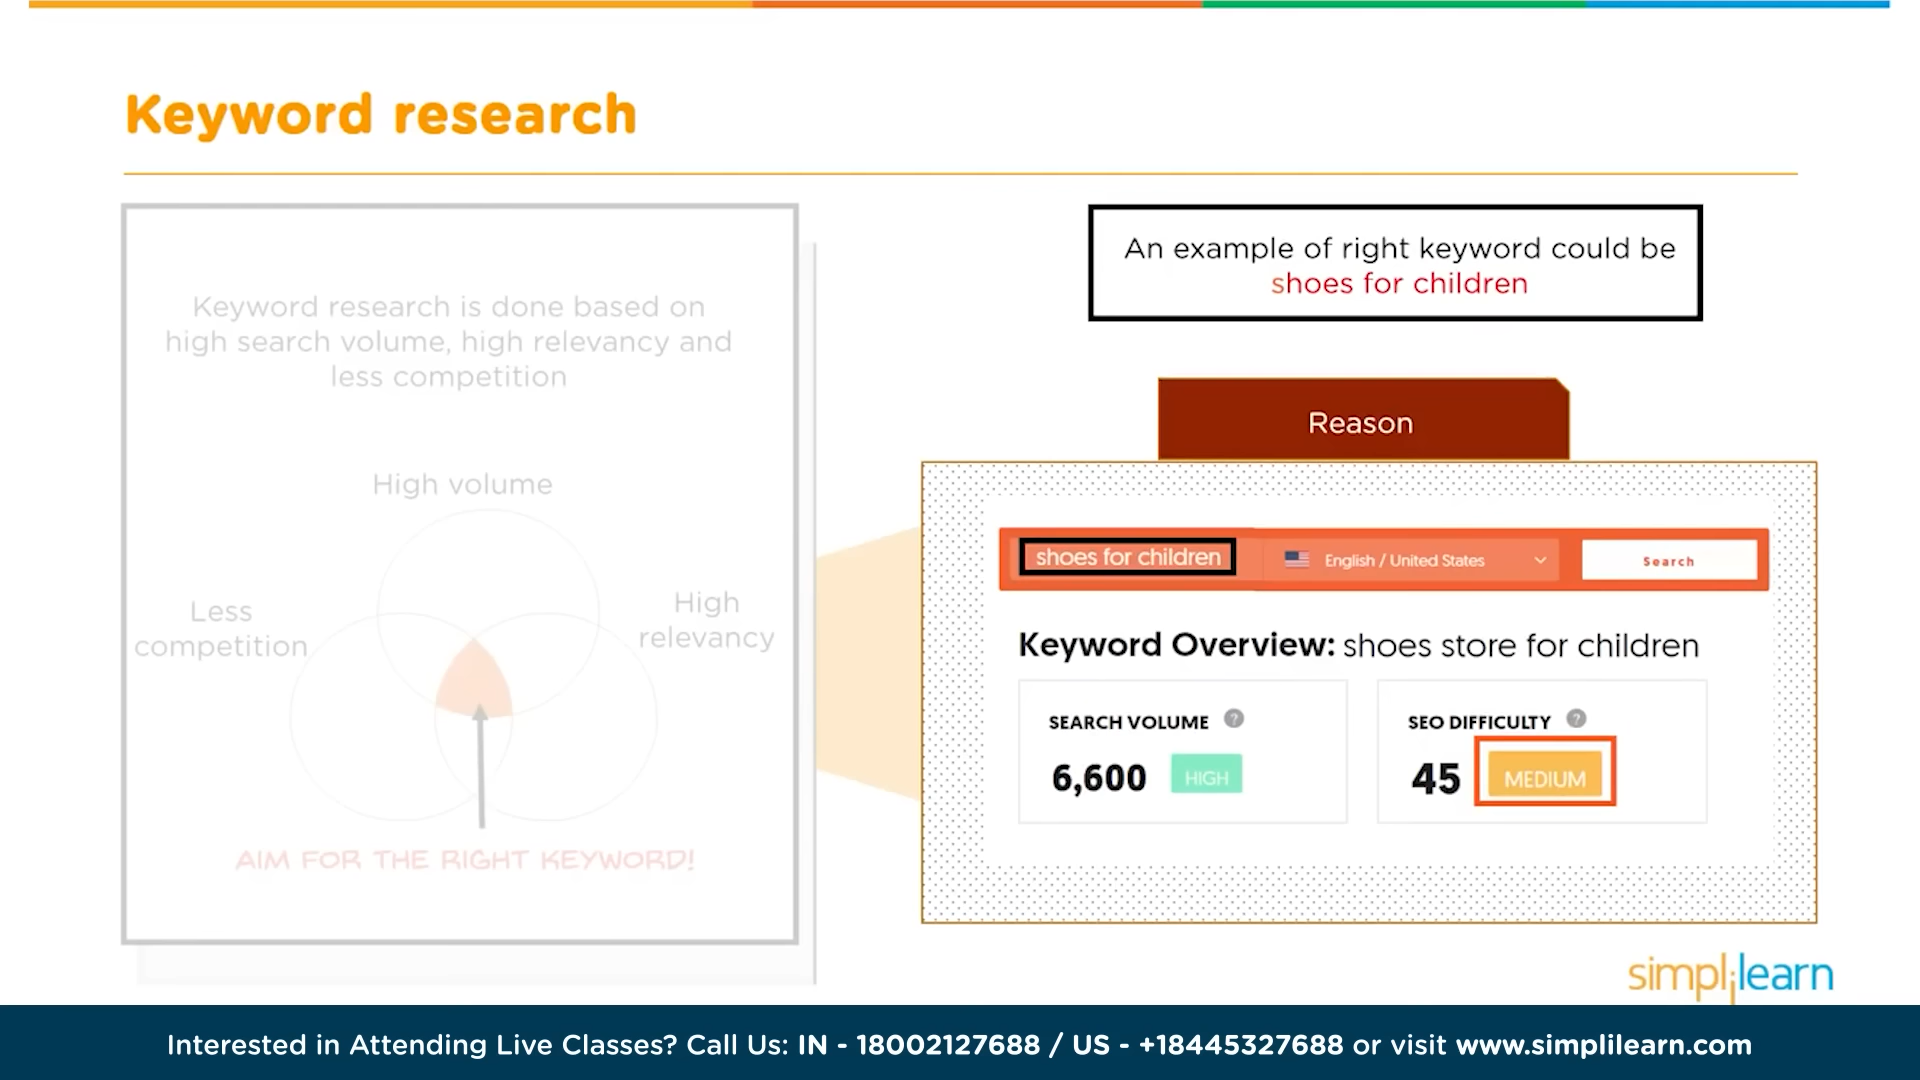 Keyword research
Keyword research is done based on
high search volume, high relevancy and
less competition
High volume
Less
competition
High
relevancy
AIM FOR THE RIGHT KEYWORD!
An example of right keyword could be
shoes for children
Reason
shoes for children
English / United States
Search
Keyword Overview: shoes store for children
SEARCH VOLUME ?
6,600 HIGH
SEO DIFFICULTY ?
45 MEDIUM
simplilearn
Interested in Attending Live Classes? Call Us: IN - 18002127688 / US - +18445327688 or visit www.simplilearn.com